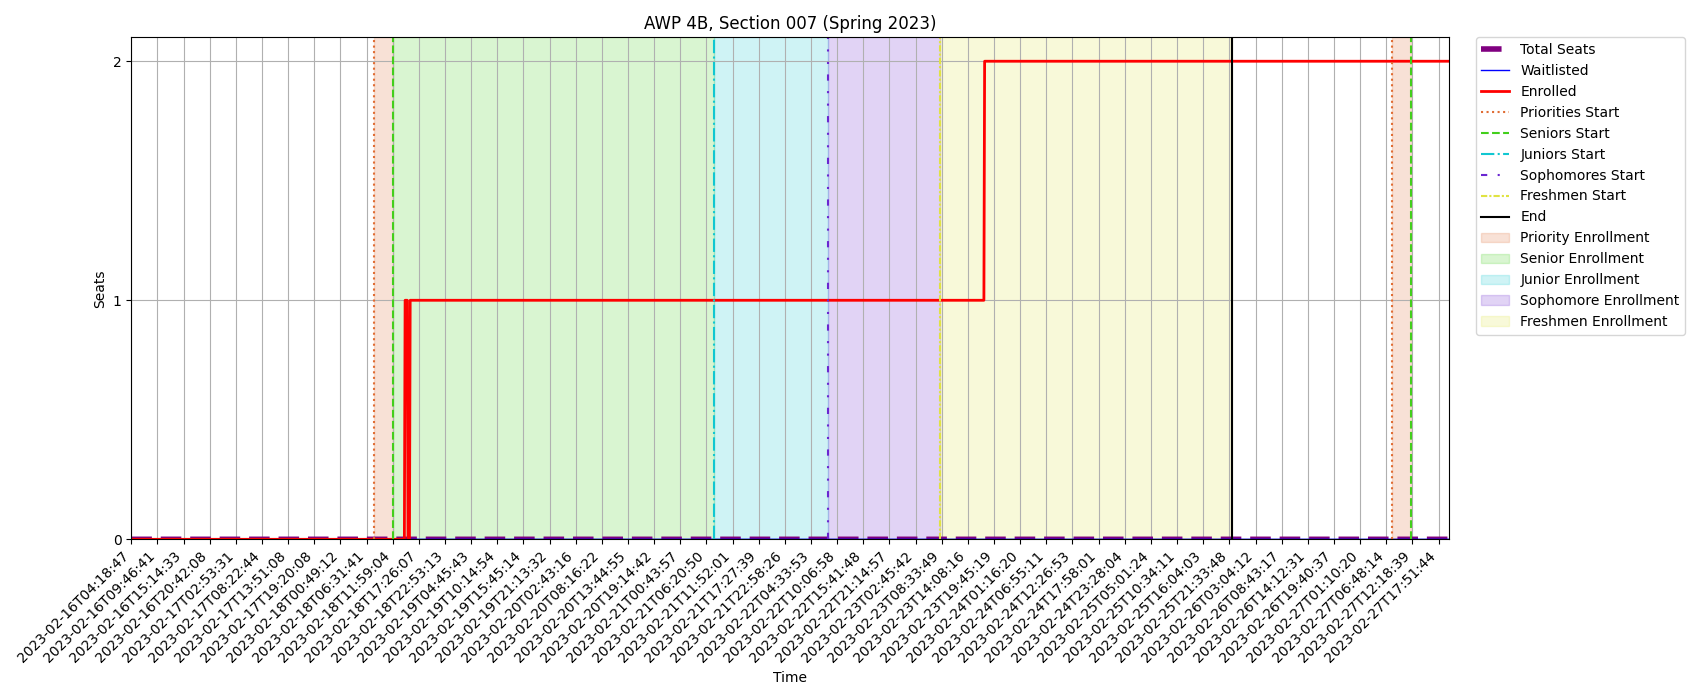 AWP 4B, Section 007 (Spring 2023)
Seats
2
1
0
2023-02-16T04:18:47
2023-02-16T09:46:41
2023-02-16T15:14:33
2023-02-16T20:42:08
2023-02-17T02:53:31
2023-02-17T08:22:44
2023-02-17T13:51:08
2023-02-17T19:20:08
2023-02-18T00:49:12
2023-02-18T06:31:41
2023-02-18T11:59:04
2023-02-18T17:26:07
2023-02-18T22:53:13
2023-02-19T04:45:43
2023-02-19T10:14:54
2023-02-19T15:45:14
2023-02-19T21:13:32
2023-02-20T02:43:16
2023-02-20T08:16:22
2023-02-20T13:44:55
2023-02-20T19:14:42
2023-02-21T00:43:57
2023-02-21T06:20:50
2023-02-21T11:52:01
2023-02-21T17:27:39
2023-02-21T22:58:26
2023-02-22T04:33:53
2023-02-22T10:06:58
2023-02-22T15:41:48
2023-02-22T21:14:57
2023-02-23T02:45:42
2023-02-23T08:33:49
2023-02-23T14:08:16
2023-02-23T19:45:19
2023-02-24T01:16:20
2023-02-24T06:55:11
2023-02-24T12:26:53
2023-02-24T17:58:01
2023-02-24T23:28:04
2023-02-25T05:01:24
2023-02-25T10:34:11
2023-02-25T16:04:03
2023-02-25T21:33:48
2023-02-26T03:04:12
2023-02-26T08:43:17
2023-02-26T14:12:31
2023-02-26T19:40:37
2023-02-27T01:10:20
2023-02-27T06:48:14
2023-02-27T12:18:39
2023-02-27T17:51:44
Time
Total Seats
Waitlisted
Enrolled
Priorities Start
Seniors Start
Juniors Start
Sophomores Start
Freshmen Start
End
Priority Enrollment
Senior Enrollment
Junior Enrollment
Sophomore Enrollment
Freshmen Enrollment